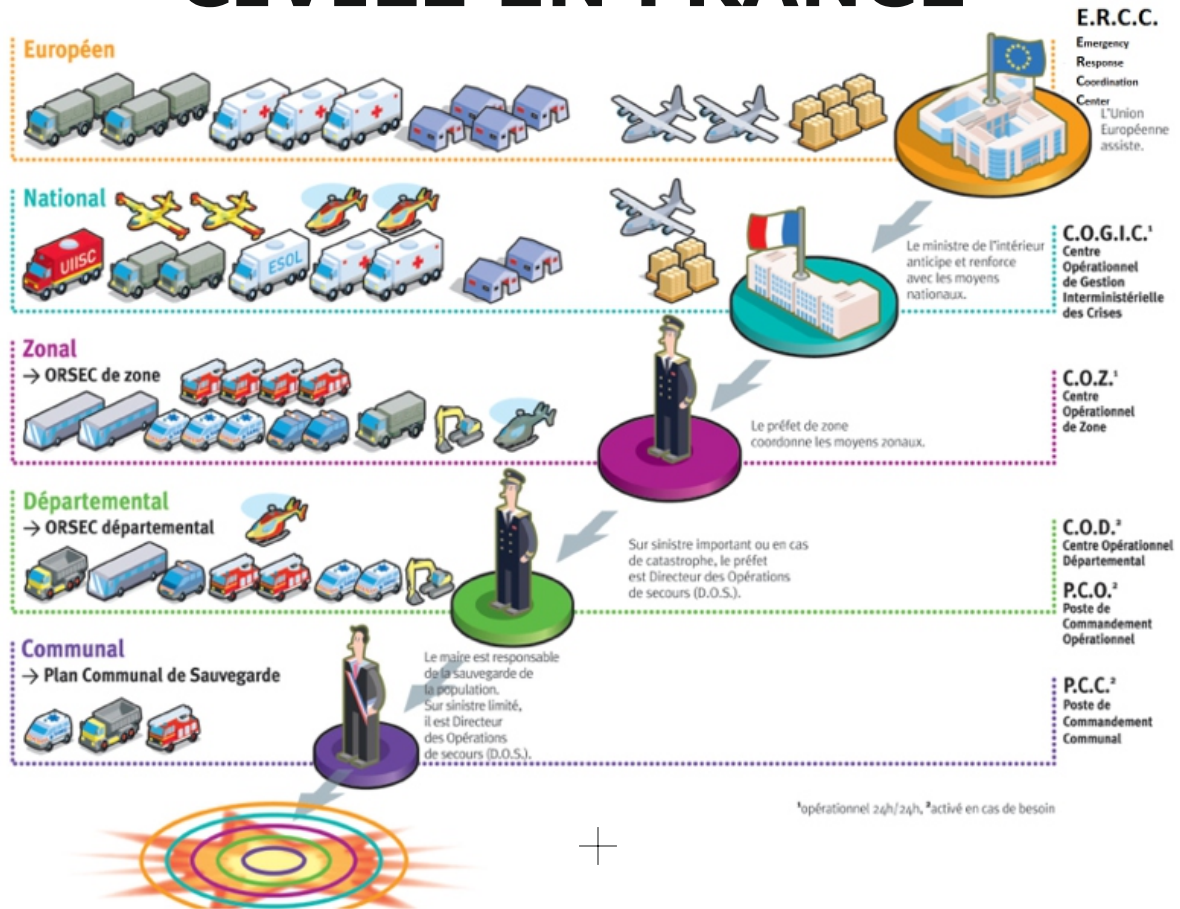 CIVILE EN FRANCE
Européen
E.R.C.C.
Emergency
Response
Coordination
Center
L'Union
Européenne
assiste.
National
UIISC
ESOL
Le ministre de l'intérieur
anticipe et renforce
avec les moyens
nationaux.
C.O.G.I.C.¹
Centre
Opérationnel
de Gestion
Interministérielle
des Crises
Zonal
→ ORSEC de zone
Le préfet de zone
coordonne les moyens zonaux.
C.O.Z.¹
Centre
Opérationnel
de Zone
Départemental
→ ORSEC départemental
Sur sinistre important ou en cas
de catastrophe, le préfet
est Directeur des Opérations
de secours (D.O.S.).
C.O.D.²
Centre Opérationnel
Départemental
P.C.O.²
Poste de
Commandement
Opérationnel
Communal
→ Plan Communal de Sauvegarde
Le maire est responsable
de la sauvegarde de
la population.
Sur sinistre limité,
il est Directeur
des Opérations
de secours (D.O.S.).
P.C.C.²
Poste de
Commandement
Communal
¹opérationnel 24h/24h, ²activé en cas de besoin